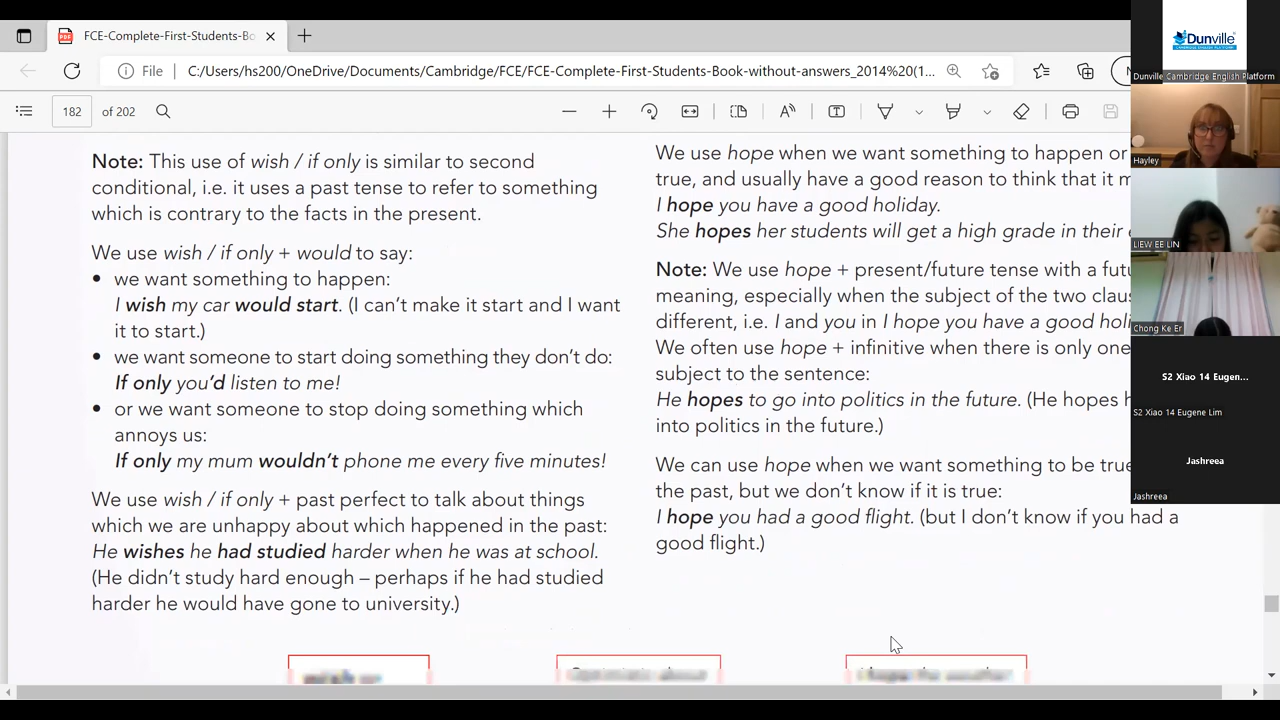 FCE-Complete-First-Students-Bo
File
C:/Users/hs200/OneDrive/Documents/Cambridge/FCE/FCE-Complete-First-Students-Book-without-answers_2014%20(1...
182 of 202
Note: This use of wish / if only is similar to second
conditional, i.e. it uses a past tense to refer to something
which is contrary to the facts in the present.
We use wish / if only + would to say:
• we want something to happen:
I wish my car would start. (I can't make it start and I want
it to start.)
• we want someone to start doing something they don't do:
If only you'd listen to me!
• or we want someone to stop doing something which
annoys us:
If only my mum wouldn't phone me every five minutes!
We use wish / if only + past perfect to talk about things
which we are unhappy about which happened in the past:
He wishes he had studied harder when he was at school.
(He didn't study hard enough – perhaps if he had studied
harder he would have gone to university.)
We use hope when we want something to happen or
true, and usually have a good reason to think that it m
I hope you have a good holiday.
She hopes her students will get a high grade in their
Note: We use hope + present/future tense with a futu
meaning, especially when the subject of the two clau
different, i.e. I and you in I hope you have a good holi
We often use hope + infinitive when there is only one
subject to the sentence:
He hopes to go into politics in the future. (He hopes h
into politics in the future.)
We can use hope when we want something to be true
the past, but we don't know if it is true:
I hope you had a good flight. (but I don't know if you had a
good flight.)
wish or
Optimistic about
I hope the weather
Dunville
CAMBRIDGE ENGLISH PLATFORM
Dunville Cambridge English Platform
Hayley
LIEW EE LIN
Chong Ke Er
S2 Xiao 14 Eugen...
S2 Xiao 14 Eugene Lim
Jashreea
Jashreea